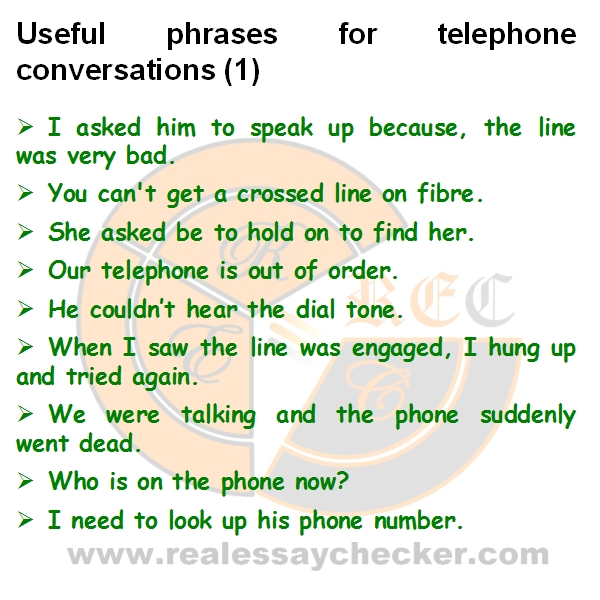 Useful phrases for telephone
conversations (1)
➢ I asked him to speak up because, the line
was very bad.
➢ You can't get a crossed line on fibre.
➢ She asked be to hold on to find her.
➢ Our telephone is out of order.
➢ He couldn’t hear the dial tone.
➢ When I saw the line was engaged, I hung up
and tried again.
➢ We were talking and the phone suddenly
went dead.
➢ Who is on the phone now?
➢ I need to look up his phone number.
R
E
C
REC
www.realessaychecker.com